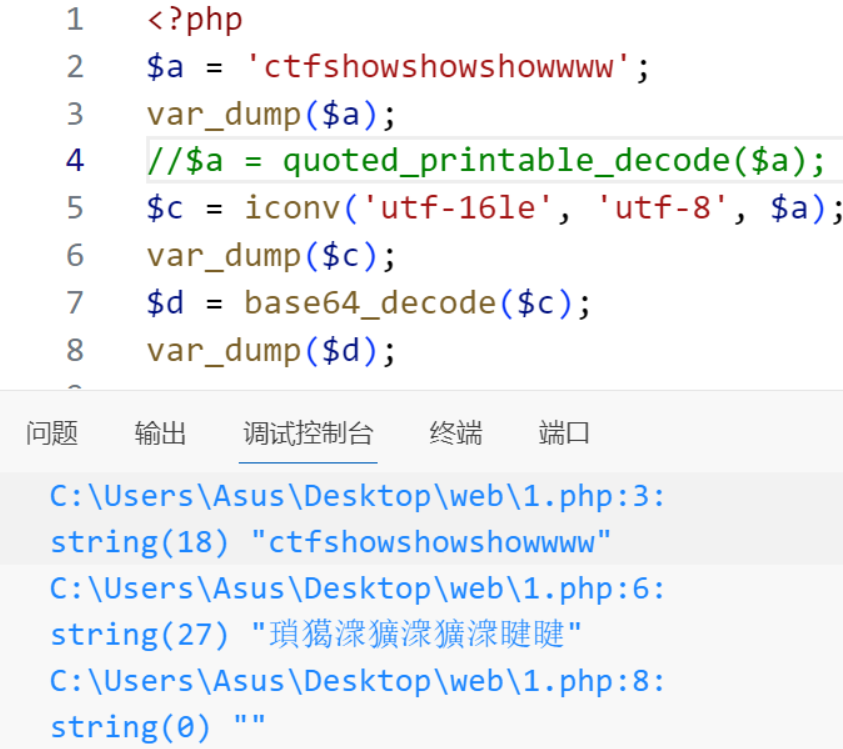 1 <?php
2 $a = 'ctfshowshowshowwww';
3 var_dump($a);
4 //$a = quoted_printable_decode($a);
5 $c = iconv('utf-16le', 'utf-8', $a);
6 var_dump($c);
7 $d = base64_decode($c);
8 var_dump($d);
问题 输出 调试控制台 终端 端口
C:\Users\Asus\Desktop\web\1.php:3:
string(18) "ctfshowshowshowwww"
C:\Users\Asus\Desktop\web\1.php:6:
string(27) "瑣獦潨獷潨獷潨睷睷"
C:\Users\Asus\Desktop\web\1.php:8:
string(0) ""